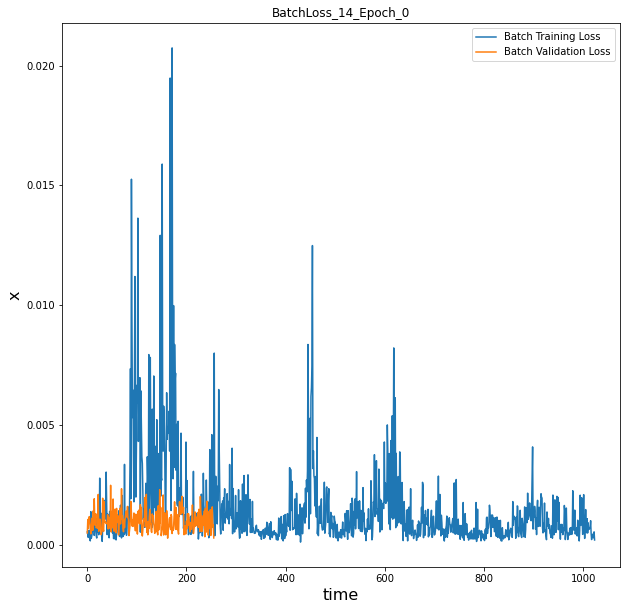 BatchLoss_14_Epoch_0
Batch Training Loss
Batch Validation Loss
0.020
0.015
0.010
0.005
0.000
x
0 200 400 600 800 1000
time